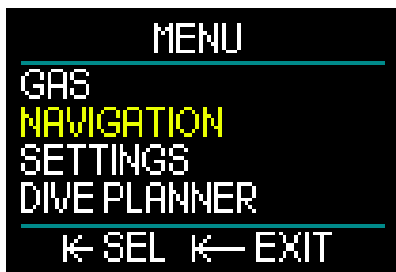 MENU
GAS
NAVIGATION
SETTINGS
DIVE PLANNER
SEL EXIT